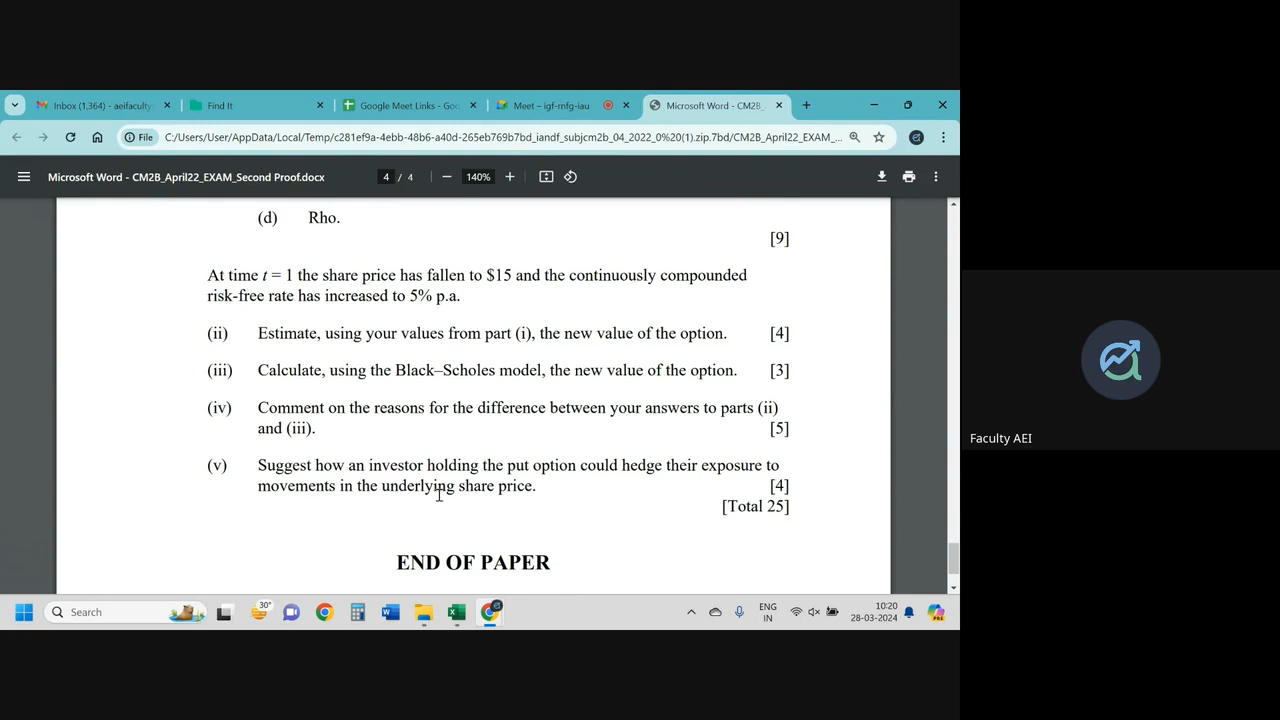 Inbox (1,364) - aeifaculty
Find It
Google Meet Links - Goo
Meet – igf-rnfg-iau
Microsoft Word - CM2B_
File
C:/Users/User/AppData/Local/Temp/c281ef9a-4ebb-48b6-a40d-265eb769b7bd_iandf_subjcm2b_04_2022_0%20(1).zip.7bd/CM2B_April22_EXAM_...
Microsoft Word - CM2B_April22_EXAM_Second Proof.docx
4 / 4
140%
(d) Rho.
[9]
At time t = 1 the share price has fallen to $15 and the continuously compounded
risk-free rate has increased to 5% p.a.
(ii) Estimate, using your values from part (i), the new value of the option. [4]
(iii) Calculate, using the Black–Scholes model, the new value of the option. [3]
(iv) Comment on the reasons for the difference between your answers to parts (ii)
and (iii). [5]
(v) Suggest how an investor holding the put option could hedge their exposure to
movements in the underlying share price. [4]
[Total 25]
END OF PAPER
Faculty AEI
Search
30°
ENG
IN
10:20
28-03-2024